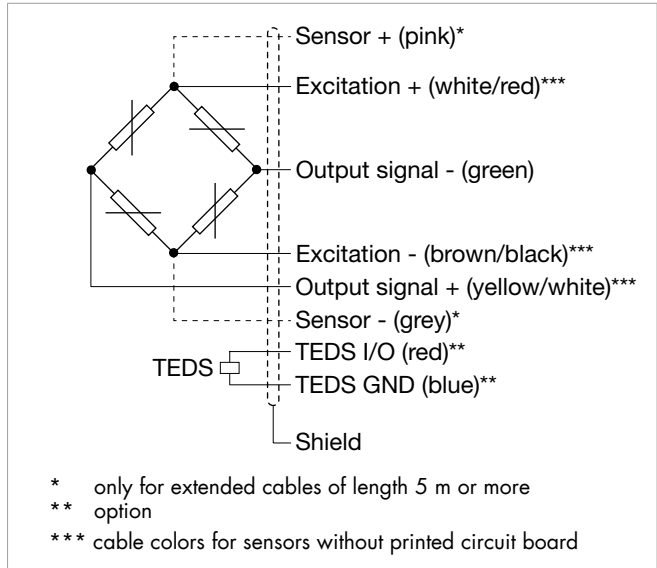 Sensor + (pink)*
Excitation + (white/red)***
Output signal - (green)
Excitation - (brown/black)***
Output signal + (yellow/white)***
Sensor - (grey)*
TEDS I/O (red)**
TEDS
TEDS GND (blue)**
Shield
* only for extended cables of length 5 m or more
** option
*** cable colors for sensors without printed circuit board